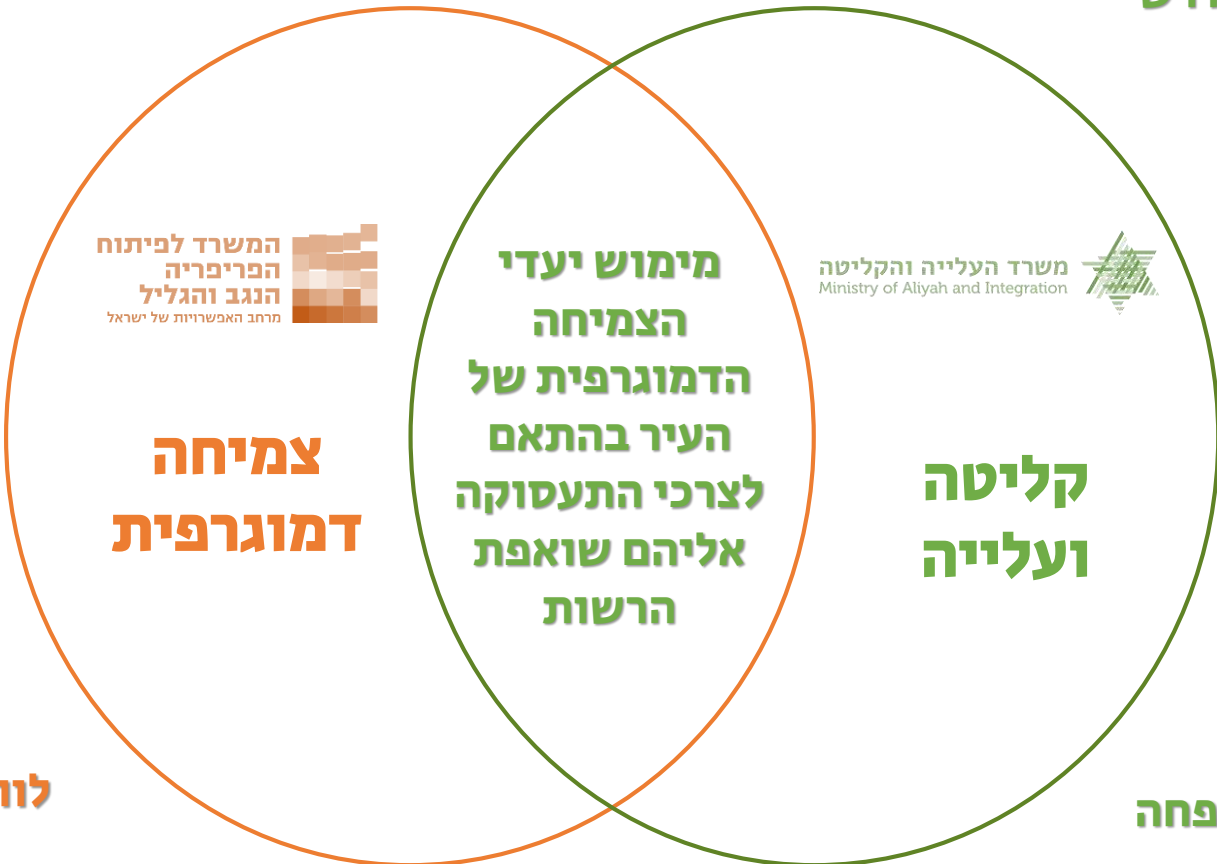 משרד העלייה והקליטה
Ministry of Aliyah and Integration
קליטה
ועלייה
מימוש יעדי
הצמיחה
הדמוגרפית של
העיר בהתאם
לצרכי התעסוקה
אליהם שואפת
הרשות
המשרד לפיתוח
הפריפריה
הנגב והגליל
מרחב האפשרויות של ישראל
צמיחה
דמוגרפית
פחה
לוו